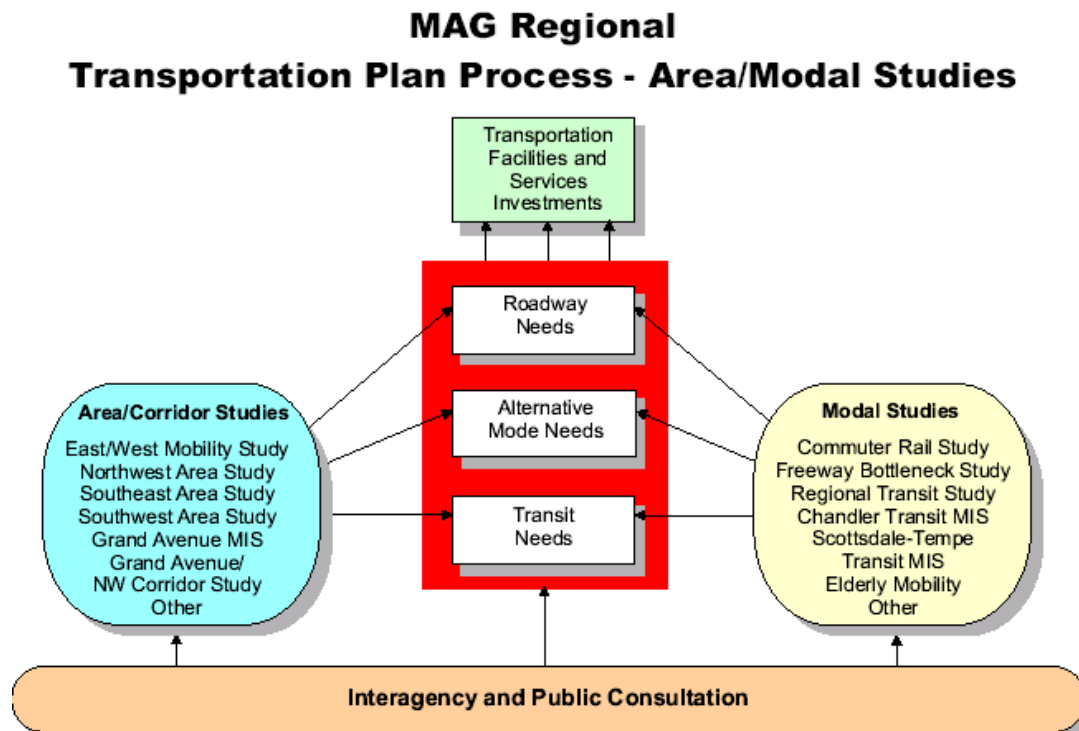 MAG Regional
Transportation Plan Process - Area/Modal Studies
Transportation
Facilities and
Services
Investments
Roadway
Needs
Alternative
Mode Needs
Transit
Needs
Area/Corridor Studies
East/West Mobility Study
Northwest Area Study
Southeast Area Study
Southwest Area Study
Grand Avenue MIS
Grand Avenue/
NW Corridor Study
Other
Modal Studies
Commuter Rail Study
Freeway Bottleneck Study
Regional Transit Study
Chandler Transit MIS
Scottsdale-Tempe
Transit MIS
Elderly Mobility
Other
Interagency and Public Consultation